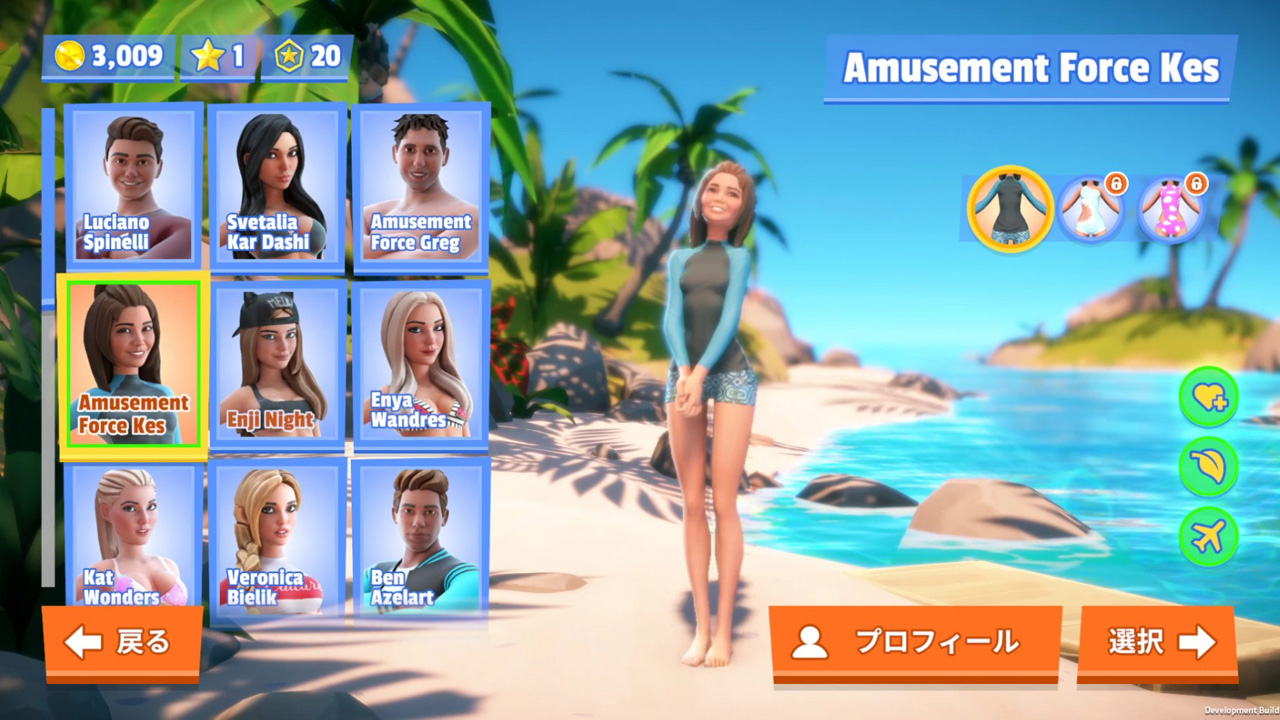 3,009
1
20
Amusement Force Kes
Luciano
Spinelli
Svetalia
Kar Dashi
Amusement
Force Greg
Amusement
Force Kes
Enji Night
Enya
Wandres
Kat
Wonders
Veronica
Bielik
Ben
Azelart
戻る
プロフィール
選択
Development Build